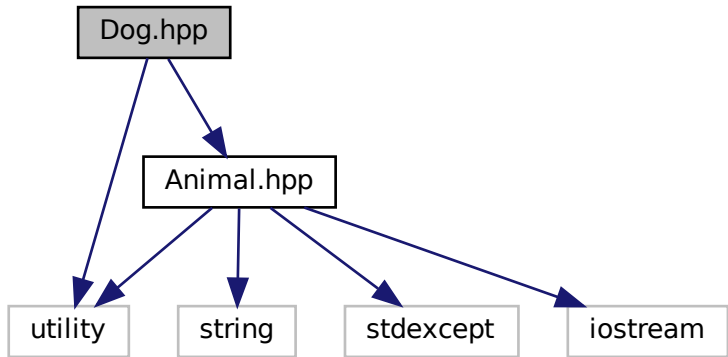 Dog.hpp
Animal.hpp
utility
string
stdexcept
iostream